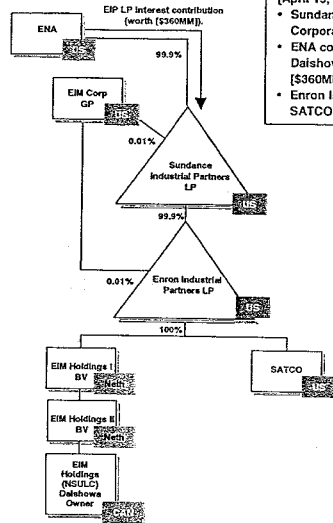 EIP LP Interest contribution
(worth [$360MM]).
ENA
US
99.9%
EIM Corp
GP
US
0.01%
Sundance
Industrial Partners
LP
US
99.9%
0.01%
Enron Industrial
Partners LP
US
100%
EIM Holdings I
BV
Neth
SATCO
US
EIM Holdings II
BV
Neth
EIM
Holdings
(NSULC)
Daishowa
Owner
CAN
[April 13,
• Sundan
Corpora
• ENA co
Daishow
[$360M
• Enron I
SATCO